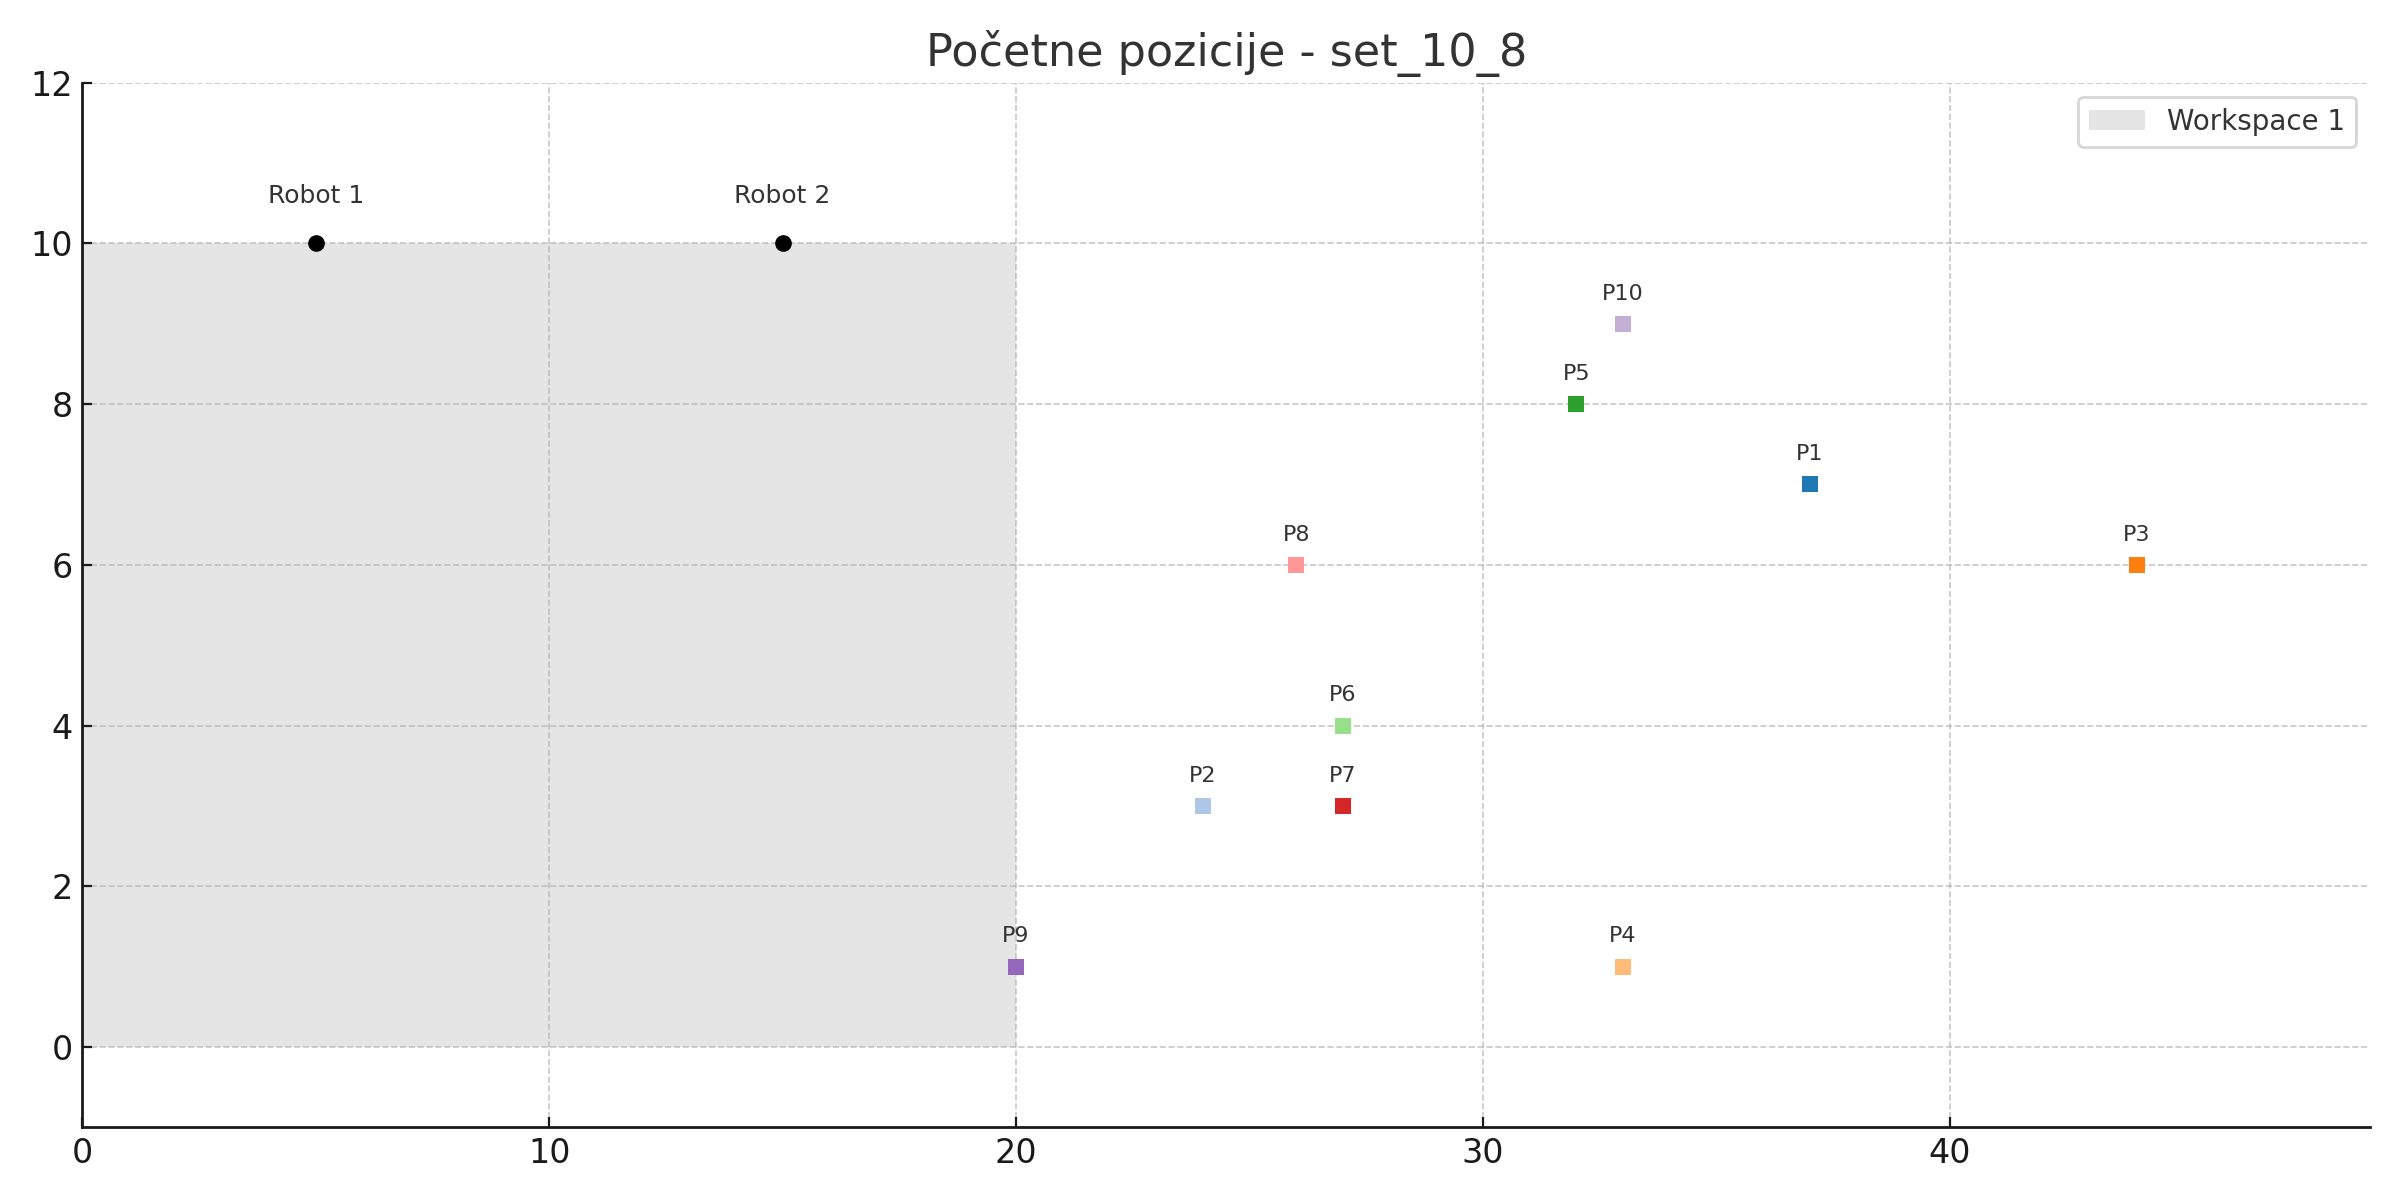 Početne pozicije - set_10_8
12
Workspace 1
Robot 1 Robot 2
10
P10
P5
8
P1
P8 P3
6
P6
4
P2 P7
2
P9 P4
0
0 10 20 30 40